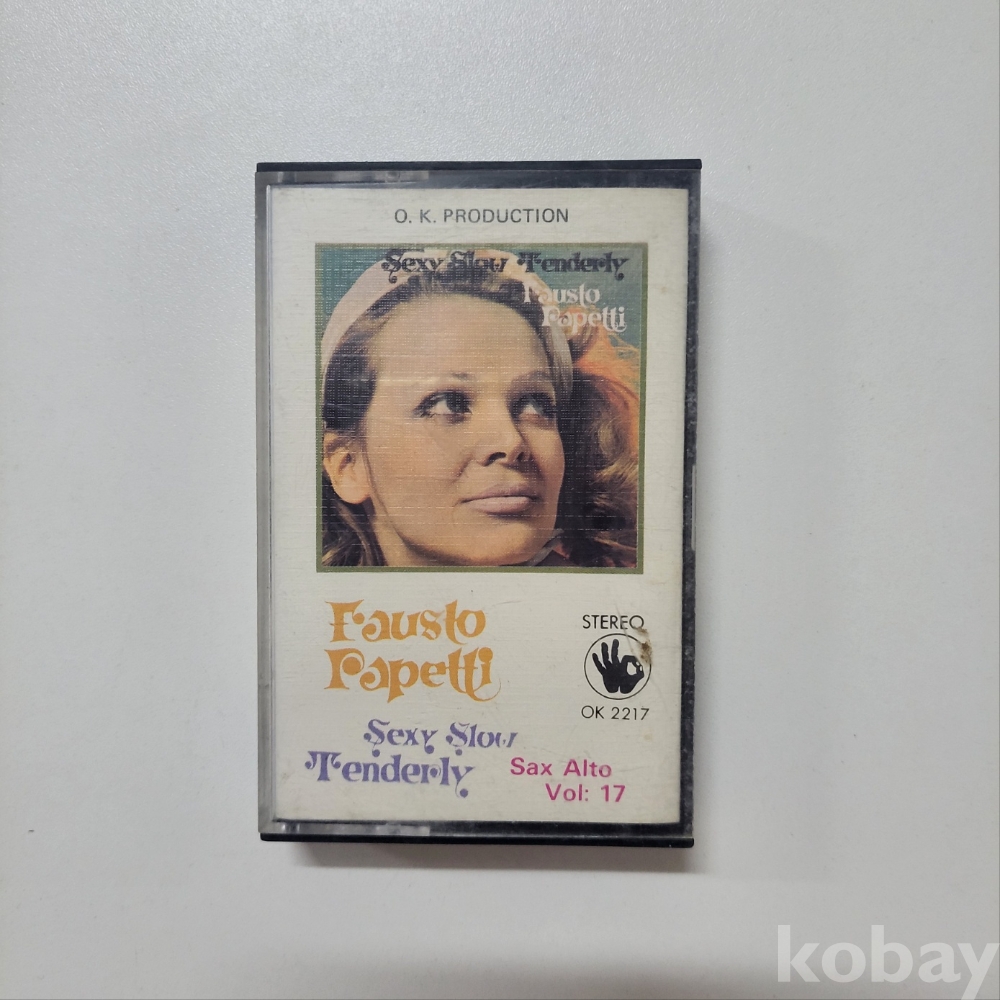 O. K. PRODUCTION
Sexy Slow Tenderly
Fausto
Papetti
Fausto
Papetti
STEREO
OK 2217
Sexy Slow
Tenderly
Sax Alto
Vol: 17
kobay